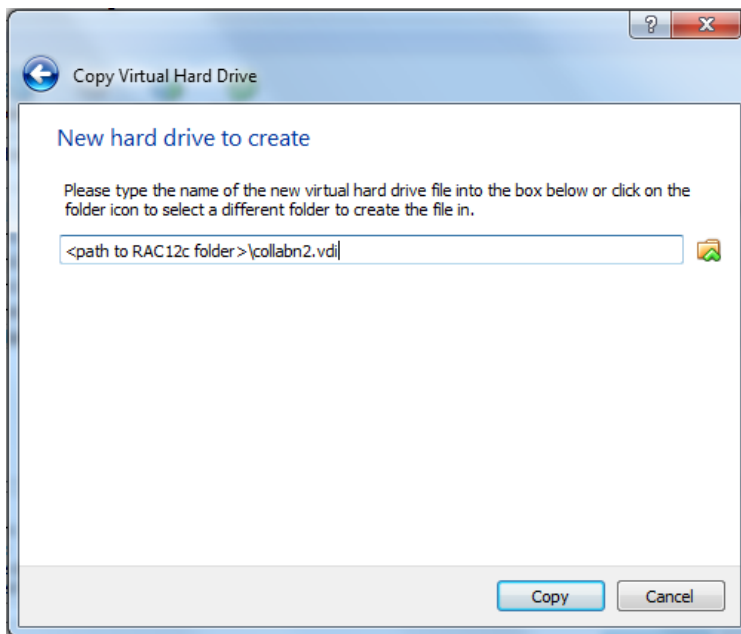 ?
x
Copy Virtual Hard Drive
New hard drive to create
Please type the name of the new virtual hard drive file into the box below or click on the
folder icon to select a different folder to create the file in.
<path to RAC12c folder>\collabn2.vdi
Copy
Cancel